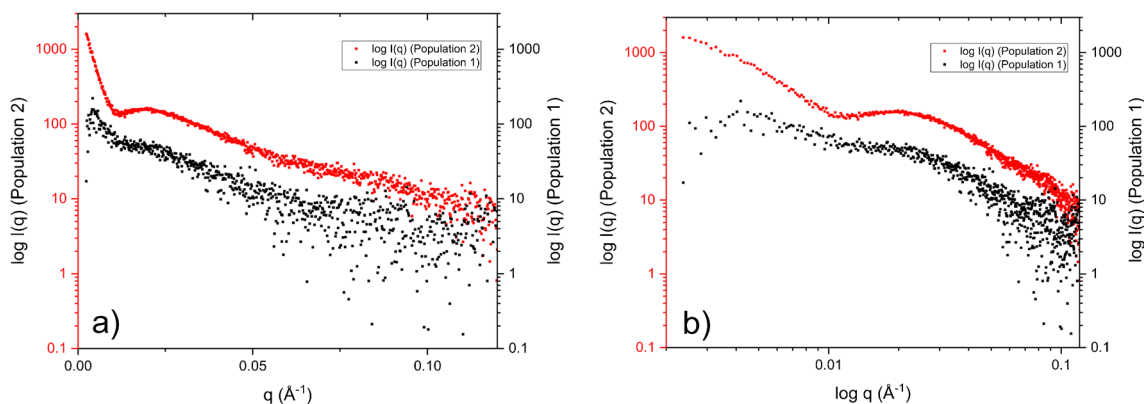 1000
100
10
1
0.1
log I(q) (Population 2)
log I(q) (Population 2)
log I(q) (Population 1)
1000
100
10
1
0.1
log I(q) (Population 1)
a)
0.00
0.05
0.10
q (Å-1)
1000
100
10
1
0.1
log I(q) (Population 2)
log I(q) (Population 2)
log I(q) (Population 1)
1000
100
10
1
0.1
log I(q) (Population 1)
b)
0.01
0.1
log q (Å-1)